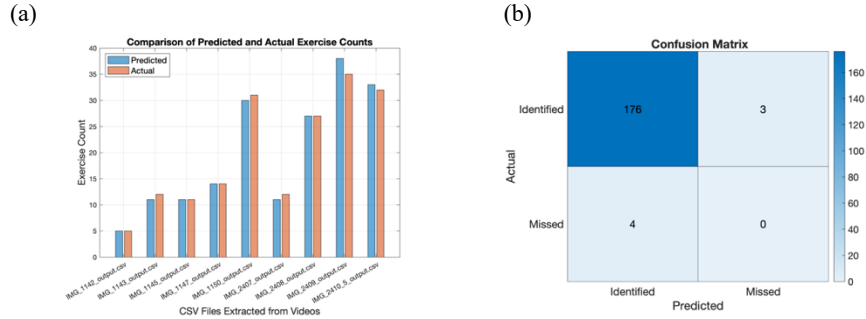 (a)
Comparison of Predicted and Actual Exercise Counts
Predicted
Actual
Exercise Count
40
35
30
25
20
15
10
5
0
IMG_1142_output.csv
IMG_1143_output.csv
IMG_1145_output.csv
IMG_1147_output.csv
IMG_1150_output.csv
IMG_2407_output.csv
IMG_2408_output.csv
IMG_2409_output.csv
IMG_2410_5_output.csv
CSV Files Extracted from Videos
(b)
Confusion Matrix
Actual
Identified
176
3
Missed
4
0
Identified
Missed
Predicted
160
140
120
100
80
60
40
20
0